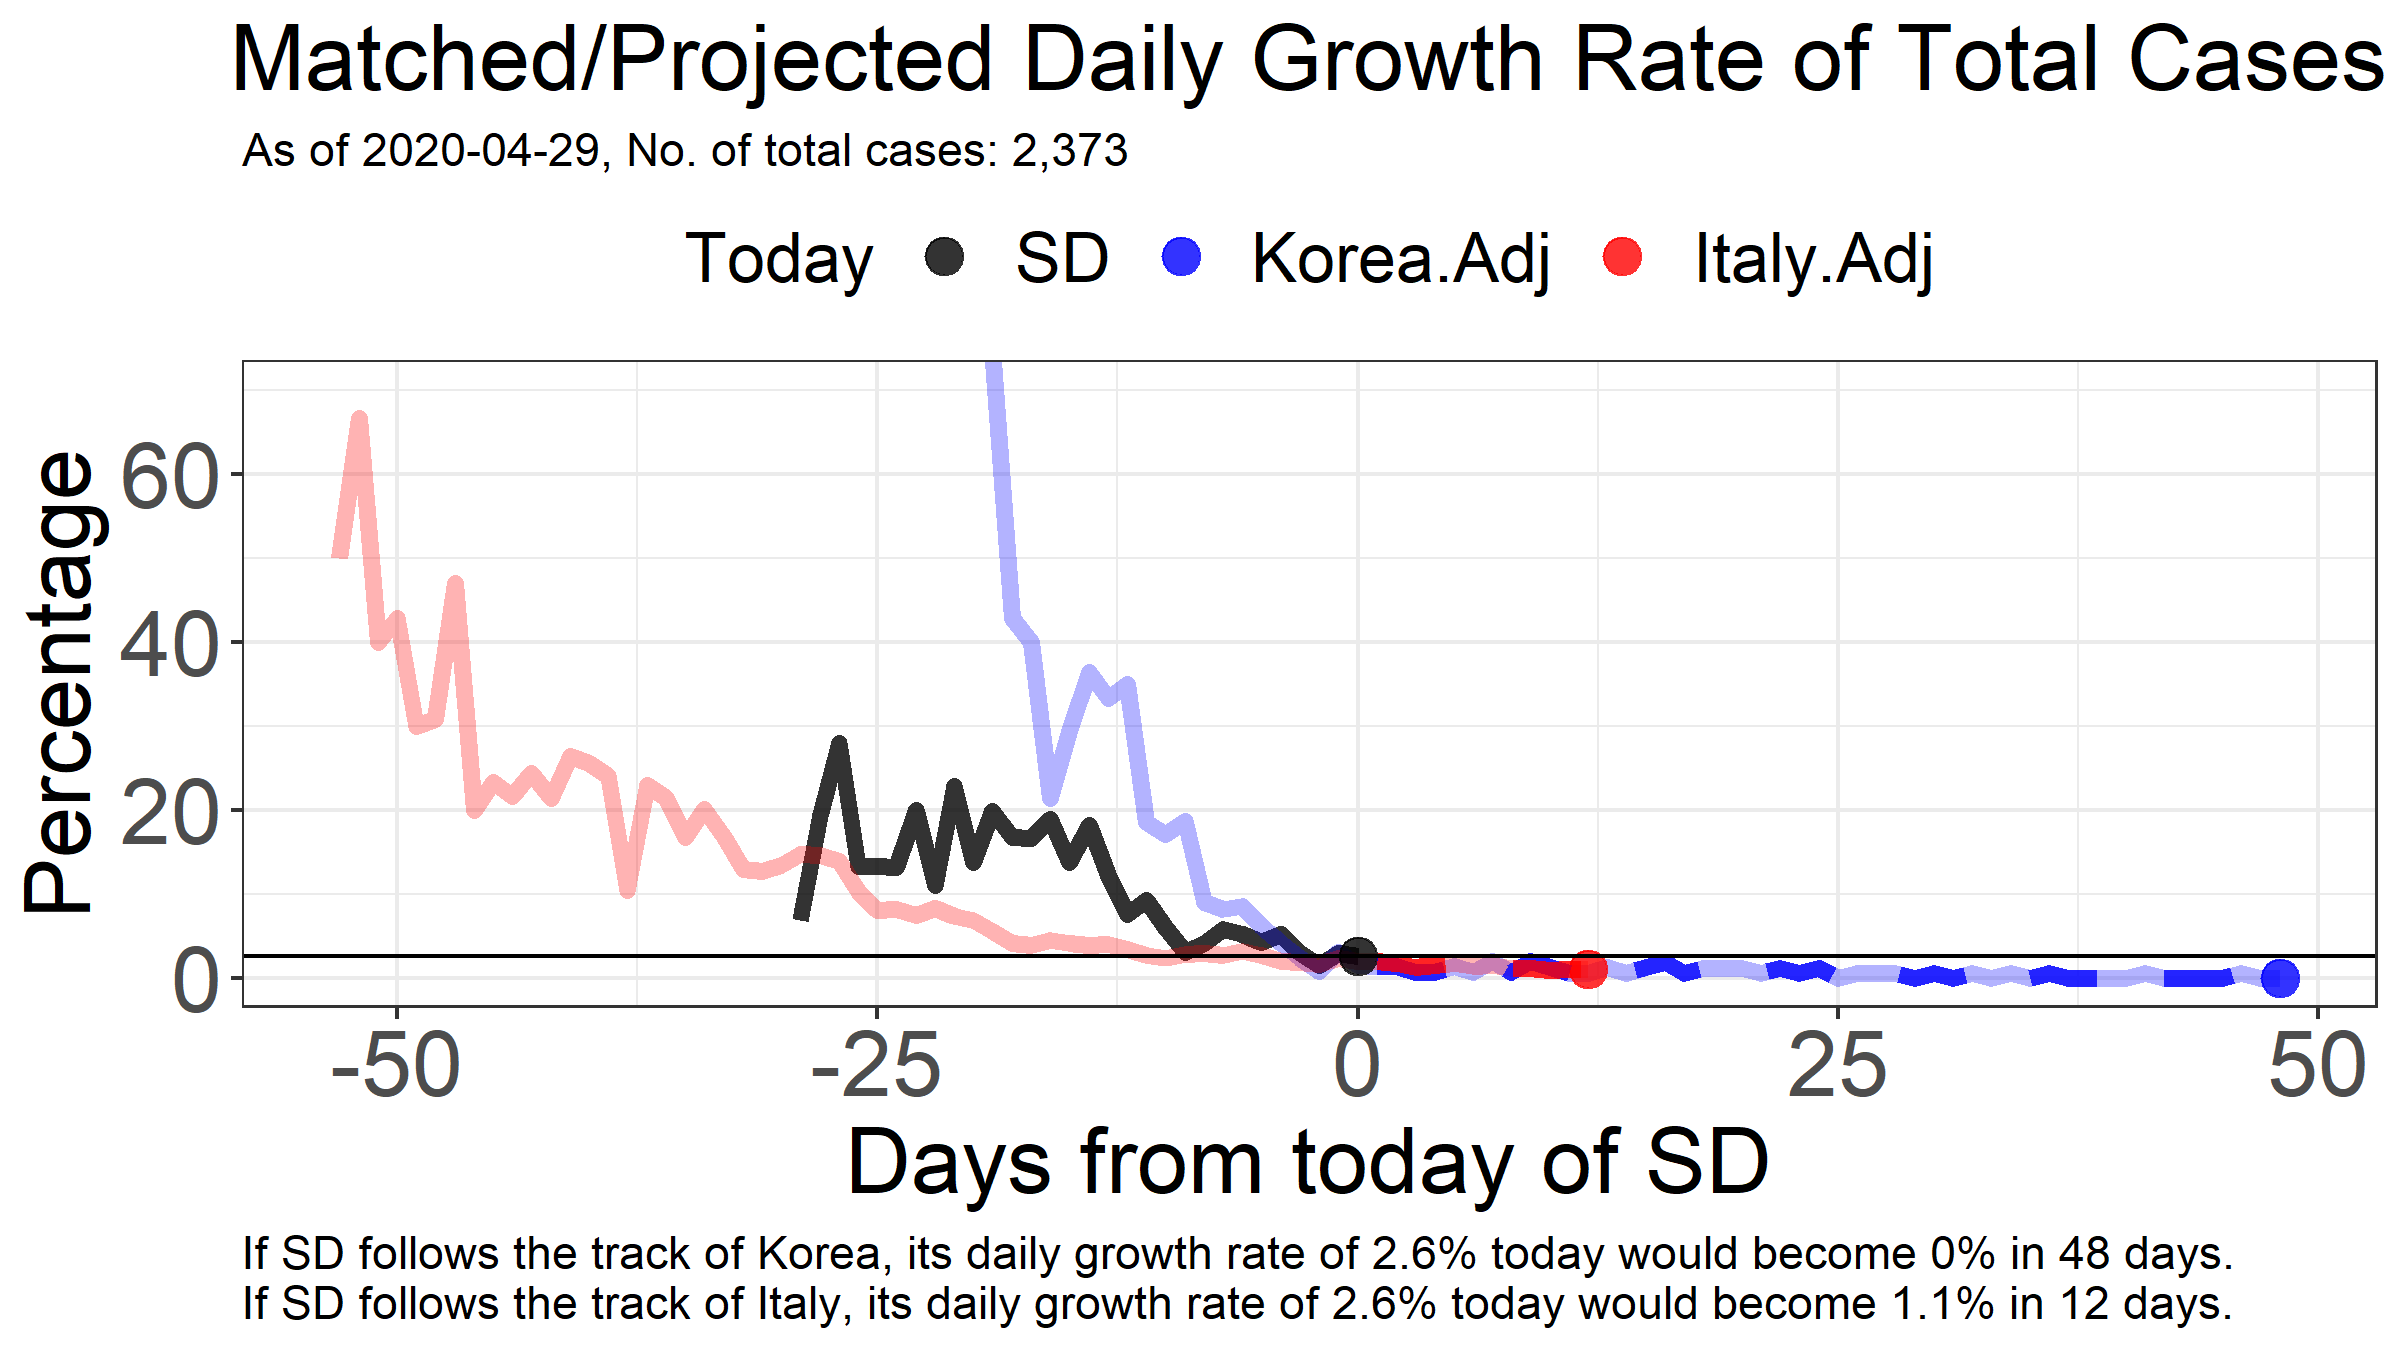 Matched/Projected Daily Growth Rate of Total Cases
As of 2020-04-29, No. of total cases: 2,373
Today SD Korea.Adj Italy.Adj
Percentage
60
40
20
0
-50 -25 0 25 50
Days from today of SD
If SD follows the track of Korea, its daily growth rate of 2.6% today would become 0% in 48 days.
If SD follows the track of Italy, its daily growth rate of 2.6% today would become 1.1% in 12 days.